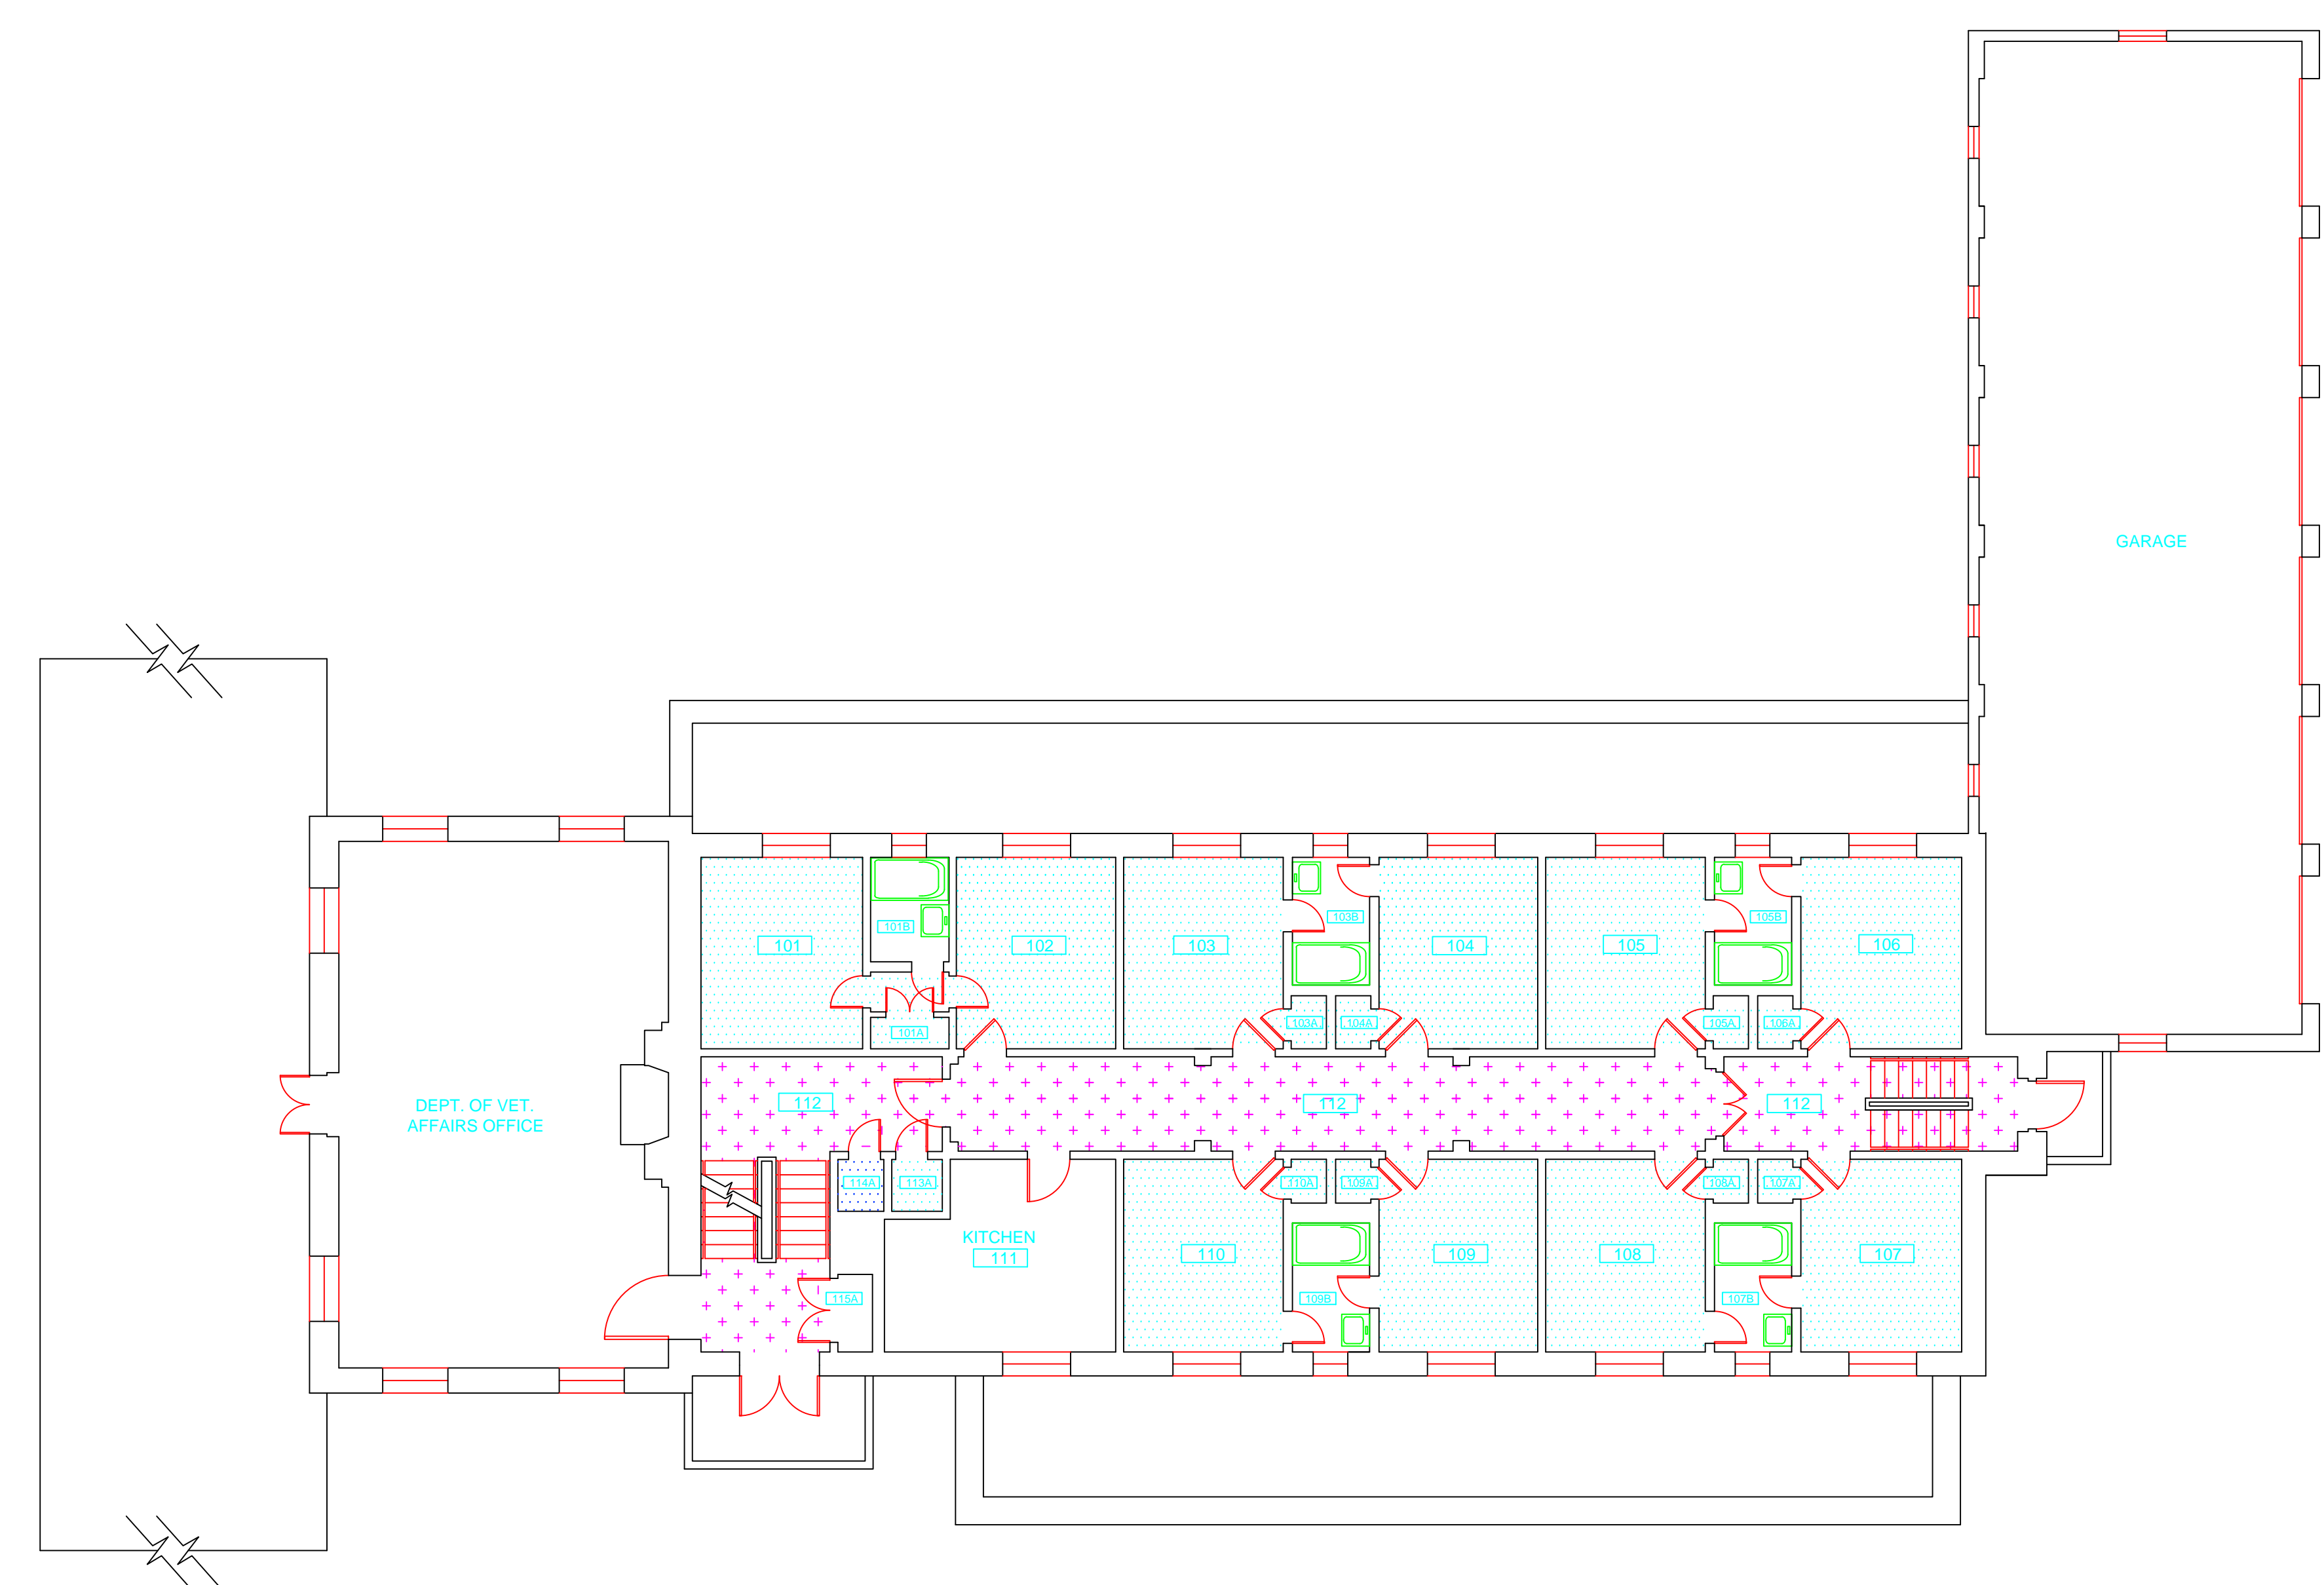 GARAGE
101
101B
102
103
103B
104
105
105B
106
101A
103A
104A
105A
106A
DEPT. OF VET.
AFFAIRS OFFICE
112
112
112
114A
113A
110A
109A
108A
107A
KITCHEN
111
110
109
108
107
115A
109B
107B